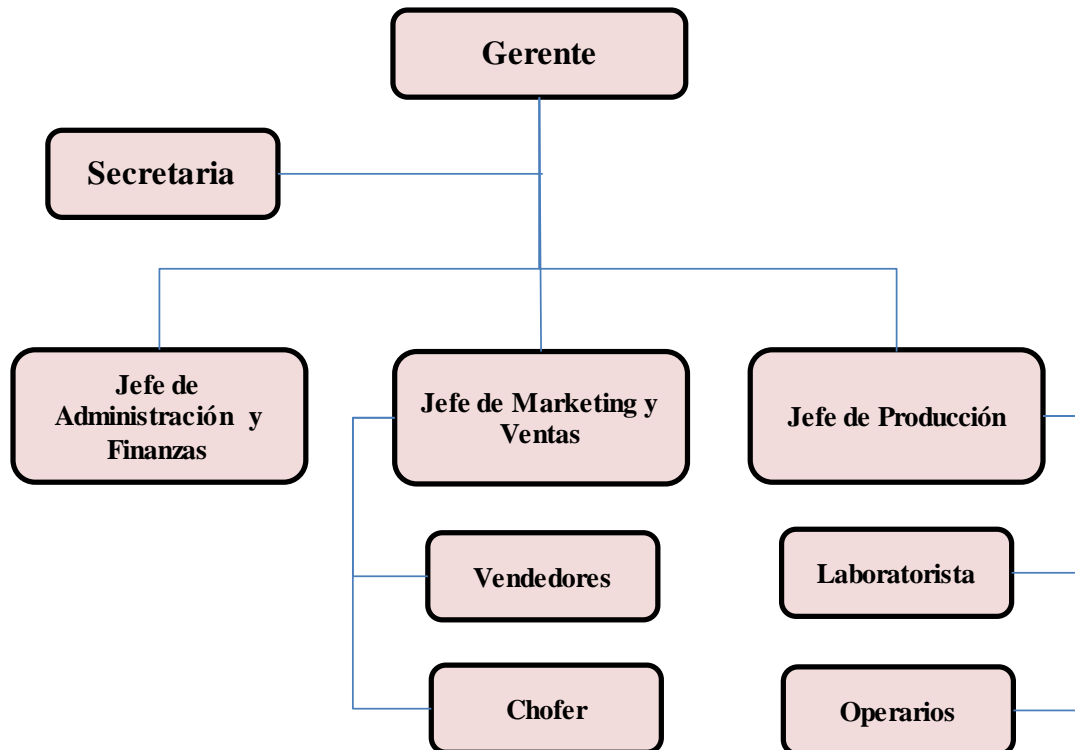 Gerente
Secretaria
Jefe de
Administración y
Finanzas
Jefe de Marketing y
Ventas
Jefe de Producción
Vendedores
Laboratorista
Chofer
Operarios